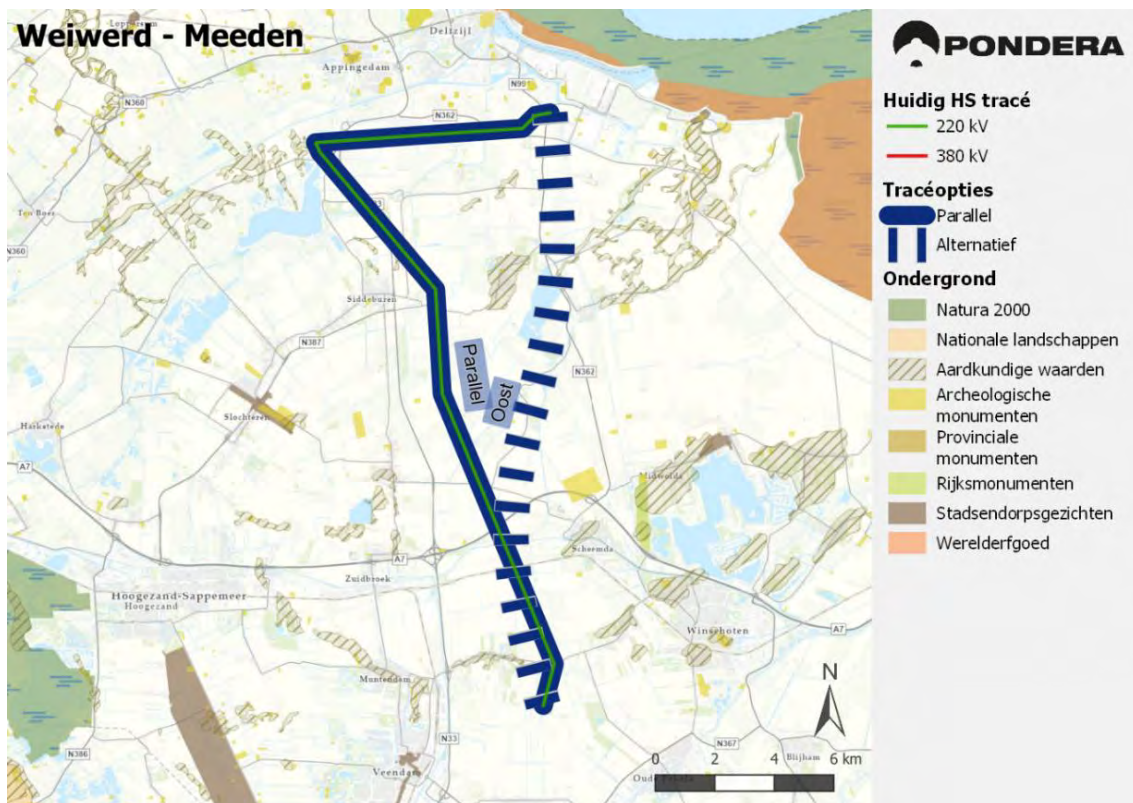 Weiwerd - Meeden
Delfzijl
Appingedam
N360
N99
N362
Ten Boer
N360
Siddeburen
N387
Parallel
Oost
N362
Slochteren
Harkstede
A7
Midwolda
Scheemda
A7
Zuidbroek
Hoogezand-Sappemeer
Hoogezand
Winschoten
A7
Muntendam
N33
N386
Veendam
N367
Blijham
N
0 2 4 6 km
PONDERA
Huidig HS tracé
220 kV
380 kV
Tracéopties
Parallel
Alternatief
Ondergrond
Natura 2000
Nationale landschappen
Aardkundige waarden
Archeologische
monumenten
Provinciale
monumenten
Rijksmonumenten
Stadsendorpsgezichten
Werelderfgoed